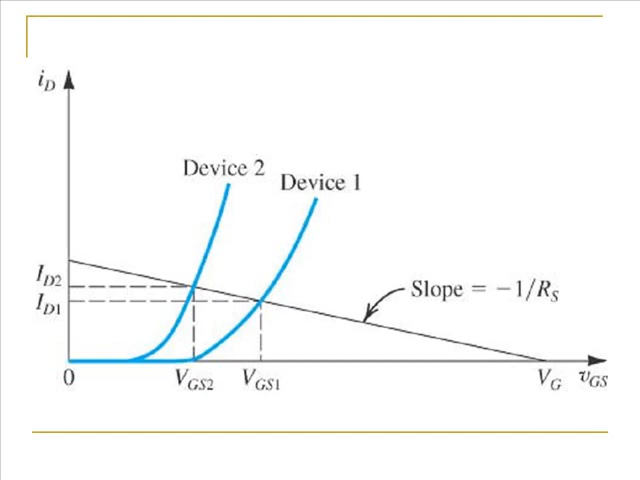 i_D
Device 2
Device 1
I_D2
I_D1
Slope = −1/R_S
0
V_GS2
V_GS1
V_G
v_GS